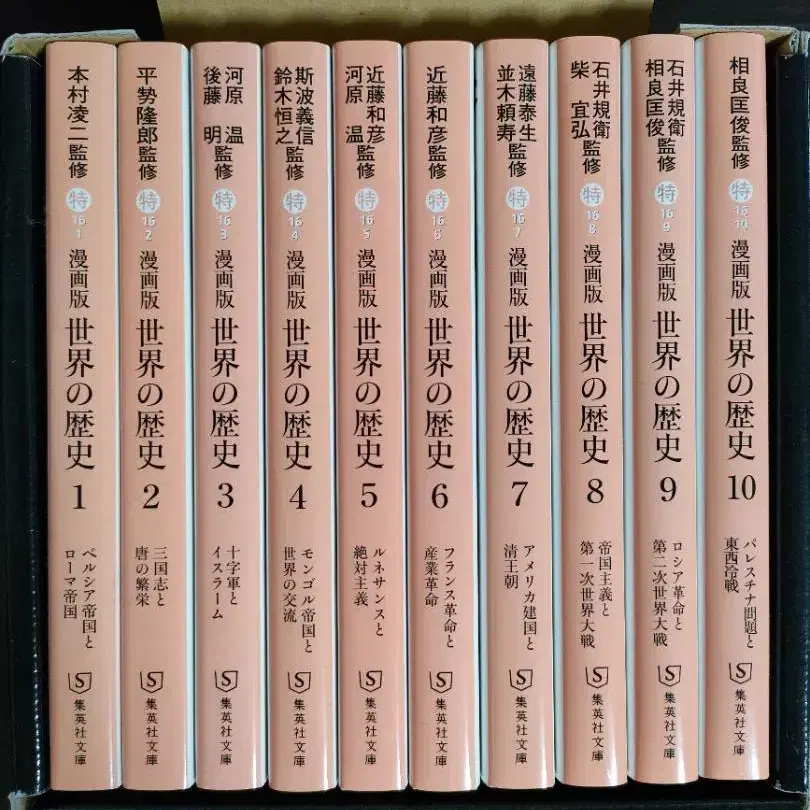 本村凌二監修
特
16
1
漫画版
世界の歴史
1
ペルシア帝国と
ローマ帝国
集英社文庫
平勢隆郎監修
特
16
2
漫画版
世界の歴史
2
三国志と
唐の繁栄
集英社文庫
河原 温
後藤 明監修
特
16
3
漫画版
世界の歴史
3
十字軍と
イスラーム
集英社文庫
斯波義信
鈴木恒之監修
特
16
4
漫画版
世界の歴史
4
モンゴル帝国と
世界の交流
集英社文庫
近藤和彦
河原 温監修
特
16
5
漫画版
世界の歴史
5
ルネサンスと
絶対主義
集英社文庫
近藤和彦監修
特
16
6
漫画版
世界の歴史
6
フランス革命と
産業革命
集英社文庫
遠藤泰生
並木頼寿監修
特
16
7
漫画版
世界の歴史
7
アメリカ建国と
清王朝
集英社文庫
石井規衛
柴 宜弘監修
特
16
8
漫画版
世界の歴史
8
帝国主義と
第一次世界大戦
集英社文庫
石井規衛
相良匡俊監修
特
16
9
漫画版
世界の歴史
9
ロシア革命と
第二次世界大戦
集英社文庫
相良匡俊監修
特
16
10
漫画版
世界の歴史
10
パレスチナ問題と
東西冷戦
集英社文庫